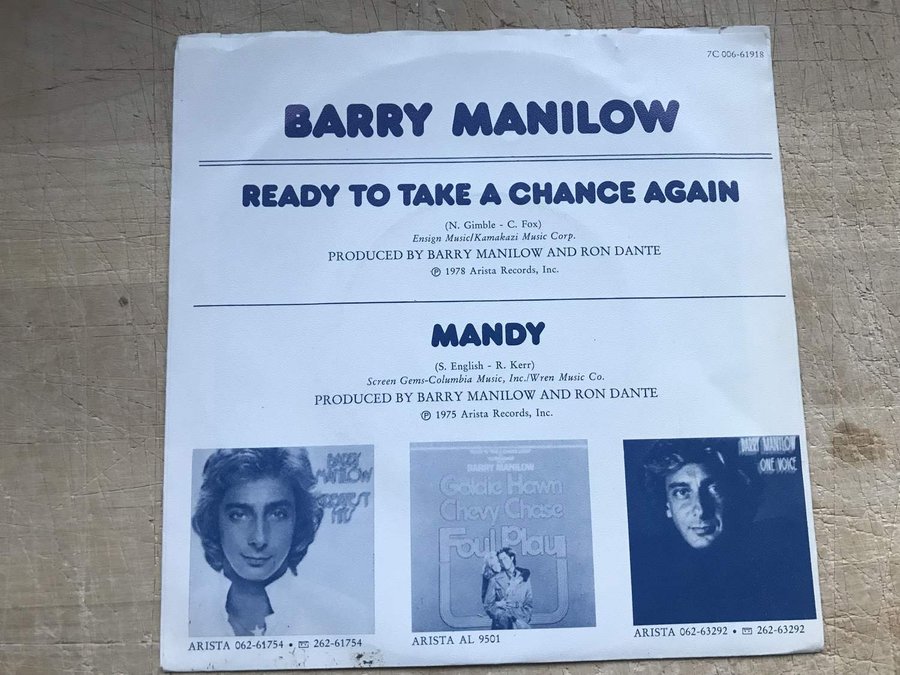 7C 006-61918
BARRY MANILOW
READY TO TAKE A CHANCE AGAIN
(N. Gimble - C. Fox)
Ensign Music/Kamakazi Music Corp.
PRODUCED BY BARRY MANILOW AND RON DANTE
℗ 1978 Arista Records, Inc.
MANDY
(S. English - R. Kerr)
Screen Gems-Columbia Music, Inc./Wren Music Co.
PRODUCED BY BARRY MANILOW AND RON DANTE
℗ 1975 Arista Records, Inc.
BARRY
MANILOW
GREATEST
HITS
BARRY MANILOW
Goldie Hawn
Chevy Chase
Foul Play
BARRY MANILOW
ONE VOICE
ARISTA 062-61754 • 262-61754
ARISTA AL 9501
ARISTA 062-63292 • 262-63292